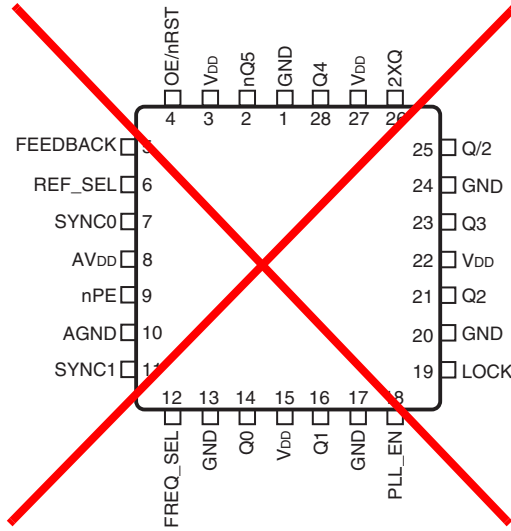 OE/nRST
VDD
nQ5
GND
Q4
VDD
2XQ
4 3 2 1 28 27 26
FEEDBACK 5
REF_SEL 6
SYNC0 7
AVDD 8
nPE 9
AGND 10
SYNC1 11
25 Q/2
24 GND
23 Q3
22 VDD
21 Q2
20 GND
19 LOCK
12 13 14 15 16 17 18
FREQ_SEL
GND
Q0
VDD
Q1
GND
PLL_EN